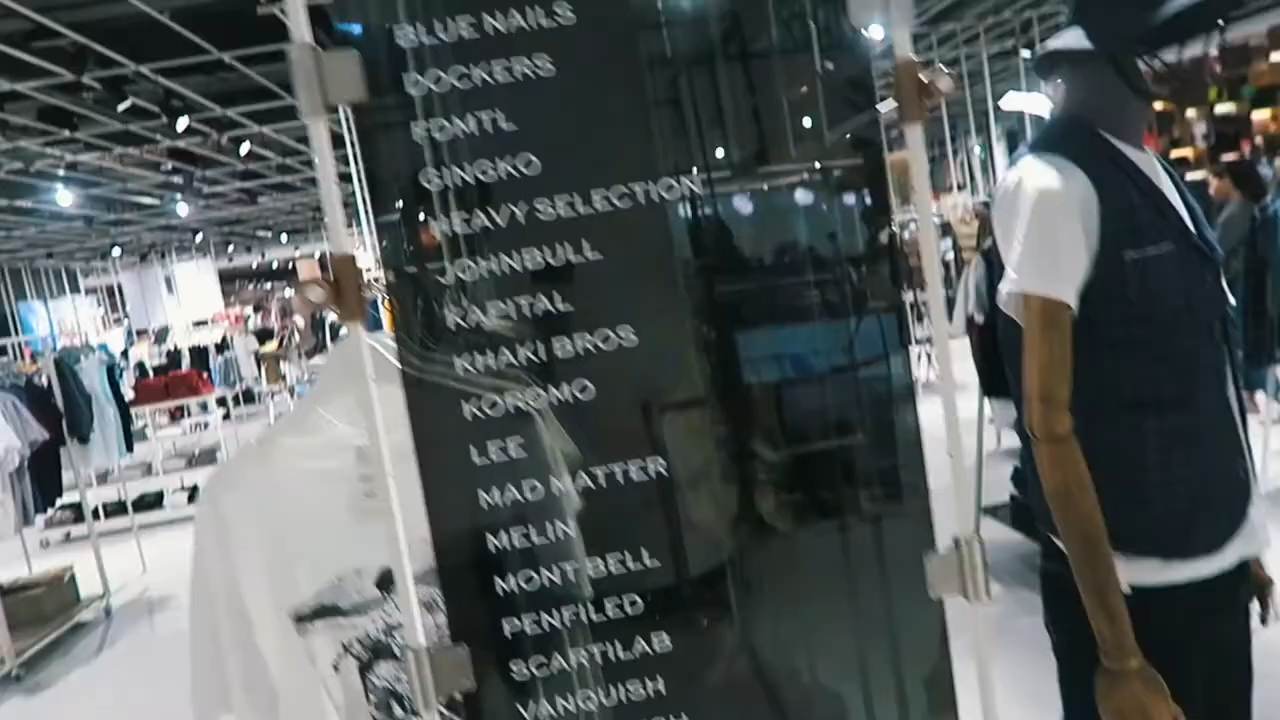 BLUE NAILS
DOCKERS
FDMTL
GINGKO
HEAVY SELECTION
JOHNBULL
KAPITAL
KHAKI BROS
KOROMO
LEE
MAD MATTER
MELIN
MONT BELL
PENFILED
SCARTILAB
VANQUISH